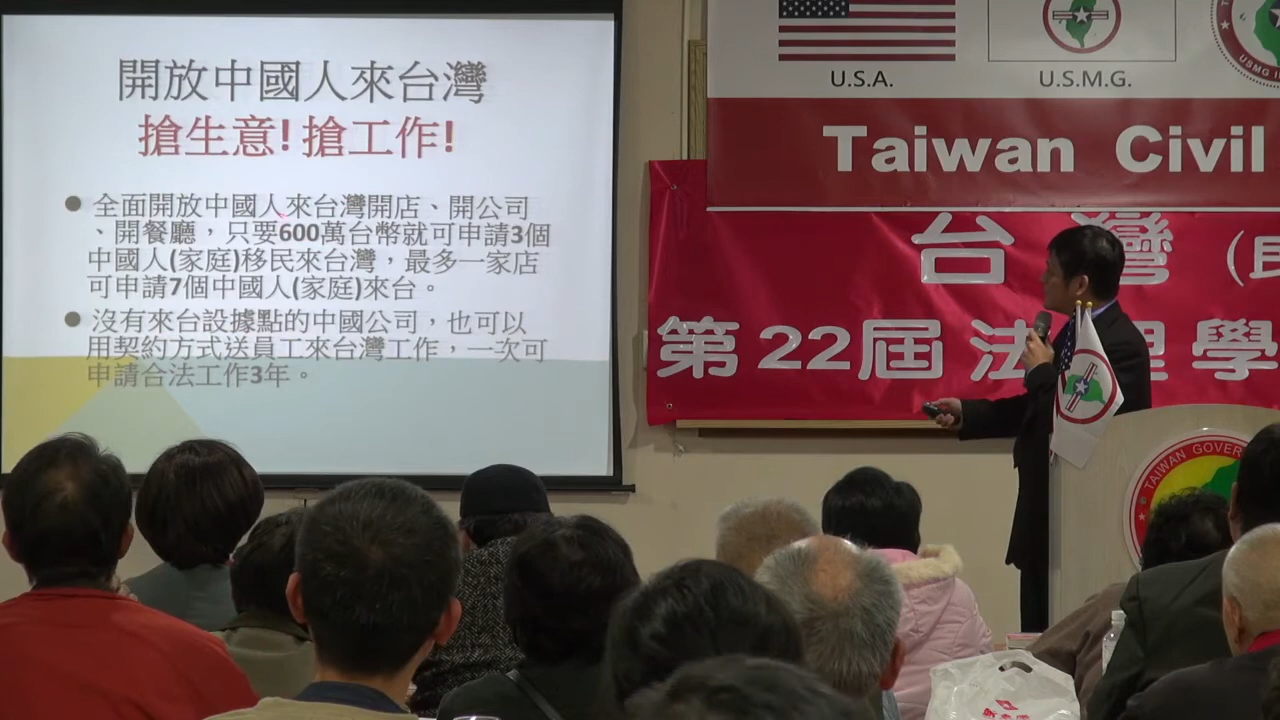 開放中國人來台灣
搶生意! 搶工作!
● 全面開放中國人來台灣開店、開公司
、開餐廳，只要600萬台幣就可申請3個
中國人(家庭)移民來台灣，最多一家店
可申請7個中國人(家庭)來台。
● 沒有來台設據點的中國公司，也可以
用契約方式送員工來台灣工作，一次可
申請合法工作3年。
U.S.A.
U.S.M.G.
USMG
Taiwan Civil
台灣
第22屆法理學
TAIWAN GOVER